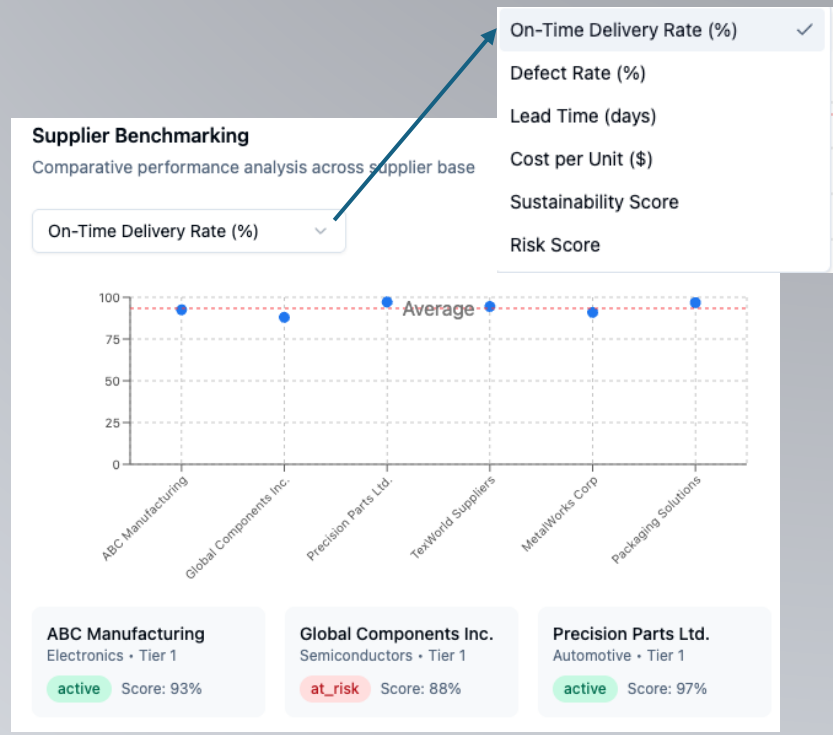 On-Time Delivery Rate (%)
Defect Rate (%)
Lead Time (days)
Cost per Unit ($)
Sustainability Score
Risk Score
Supplier Benchmarking
Comparative performance analysis across supplier base
On-Time Delivery Rate (%)
100
75
50
25
0
Average
ABC Manufacturing
Global Components Inc.
Precision Parts Ltd.
TexWorld Suppliers
MetalWorks Corp
Packaging Solutions
ABC Manufacturing
Electronics • Tier 1
active Score: 93%
Global Components Inc.
Semiconductors • Tier 1
at_risk Score: 88%
Precision Parts Ltd.
Automotive • Tier 1
active Score: 97%